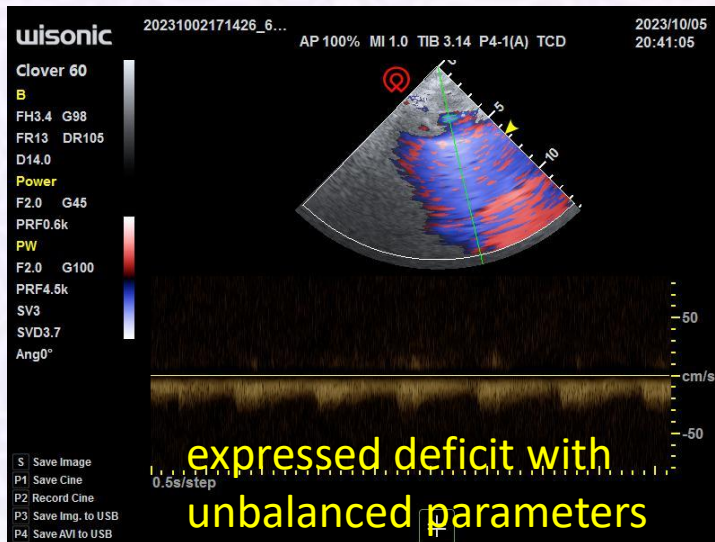 wisonic
20231002171426_6...
AP 100% MI 1.0 TIB 3.14 P4-1(A) TCD
2023/10/05
20:41:05
Clover 60
B
FH3.4 G98
FR13 DR105
D14.0
Power
F2.0 G45
PRF0.6k
PW
F2.0 G100
PRF4.5k
SV3
SVD3.7
Ang0°
5
10
50
cm/s
-50
0.5s/step
S Save Image
P1 Save Cine
P2 Record Cine
P3 Save Img. to USB
P4 Save AVI to USB
expressed deficit with
unbalanced parameters